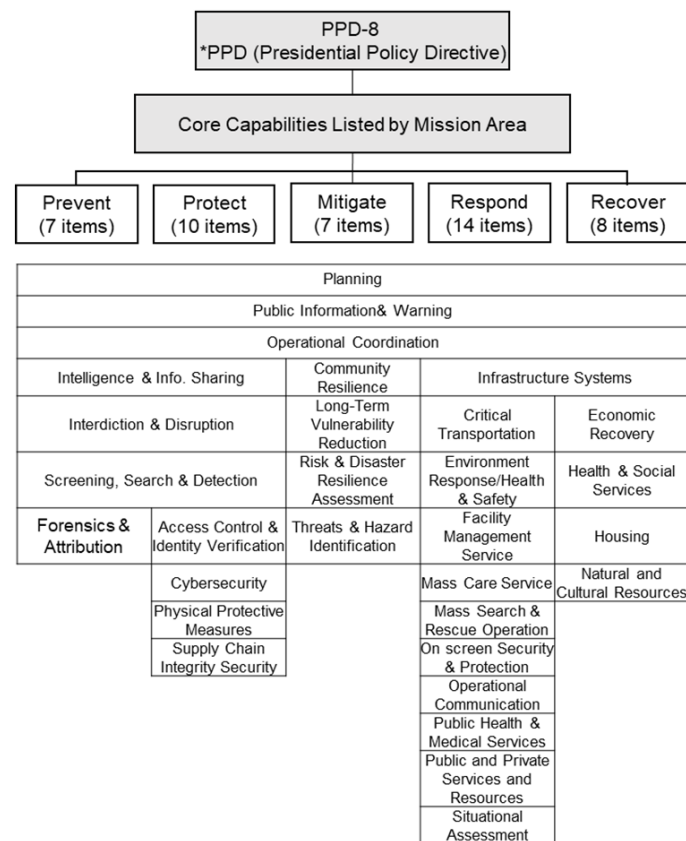 PPD-8
*PPD (Presidential Policy Directive)
Core Capabilities Listed by Mission Area
Prevent
(7 items)
Protect
(10 items)
Mitigate
(7 items)
Respond
(14 items)
Recover
(8 items)
Planning
Public Information& Warning
Operational Coordination
Intelligence & Info. Sharing
Community
Resilience
Infrastructure Systems
Interdiction & Disruption
Long-Term
Vulnerability
Reduction
Critical
Transportation
Economic
Recovery
Screening, Search & Detection
Risk & Disaster
Resilience
Assessment
Environment
Response/Health
& Safety
Health & Social
Services
Forensics &
Attribution
Access Control &
Identity Verification
Threats & Hazard
Identification
Facility
Management
Service
Housing
Cybersecurity
Mass Care Service
Natural and
Cultural Resources
Physical Protective
Measures
Mass Search &
Rescue Operation
Supply Chain
Integrity Security
On screen Security
& Protection
Operational
Communication
Public Health &
Medical Services
Public and Private
Services and
Resources
Situational
Assessment